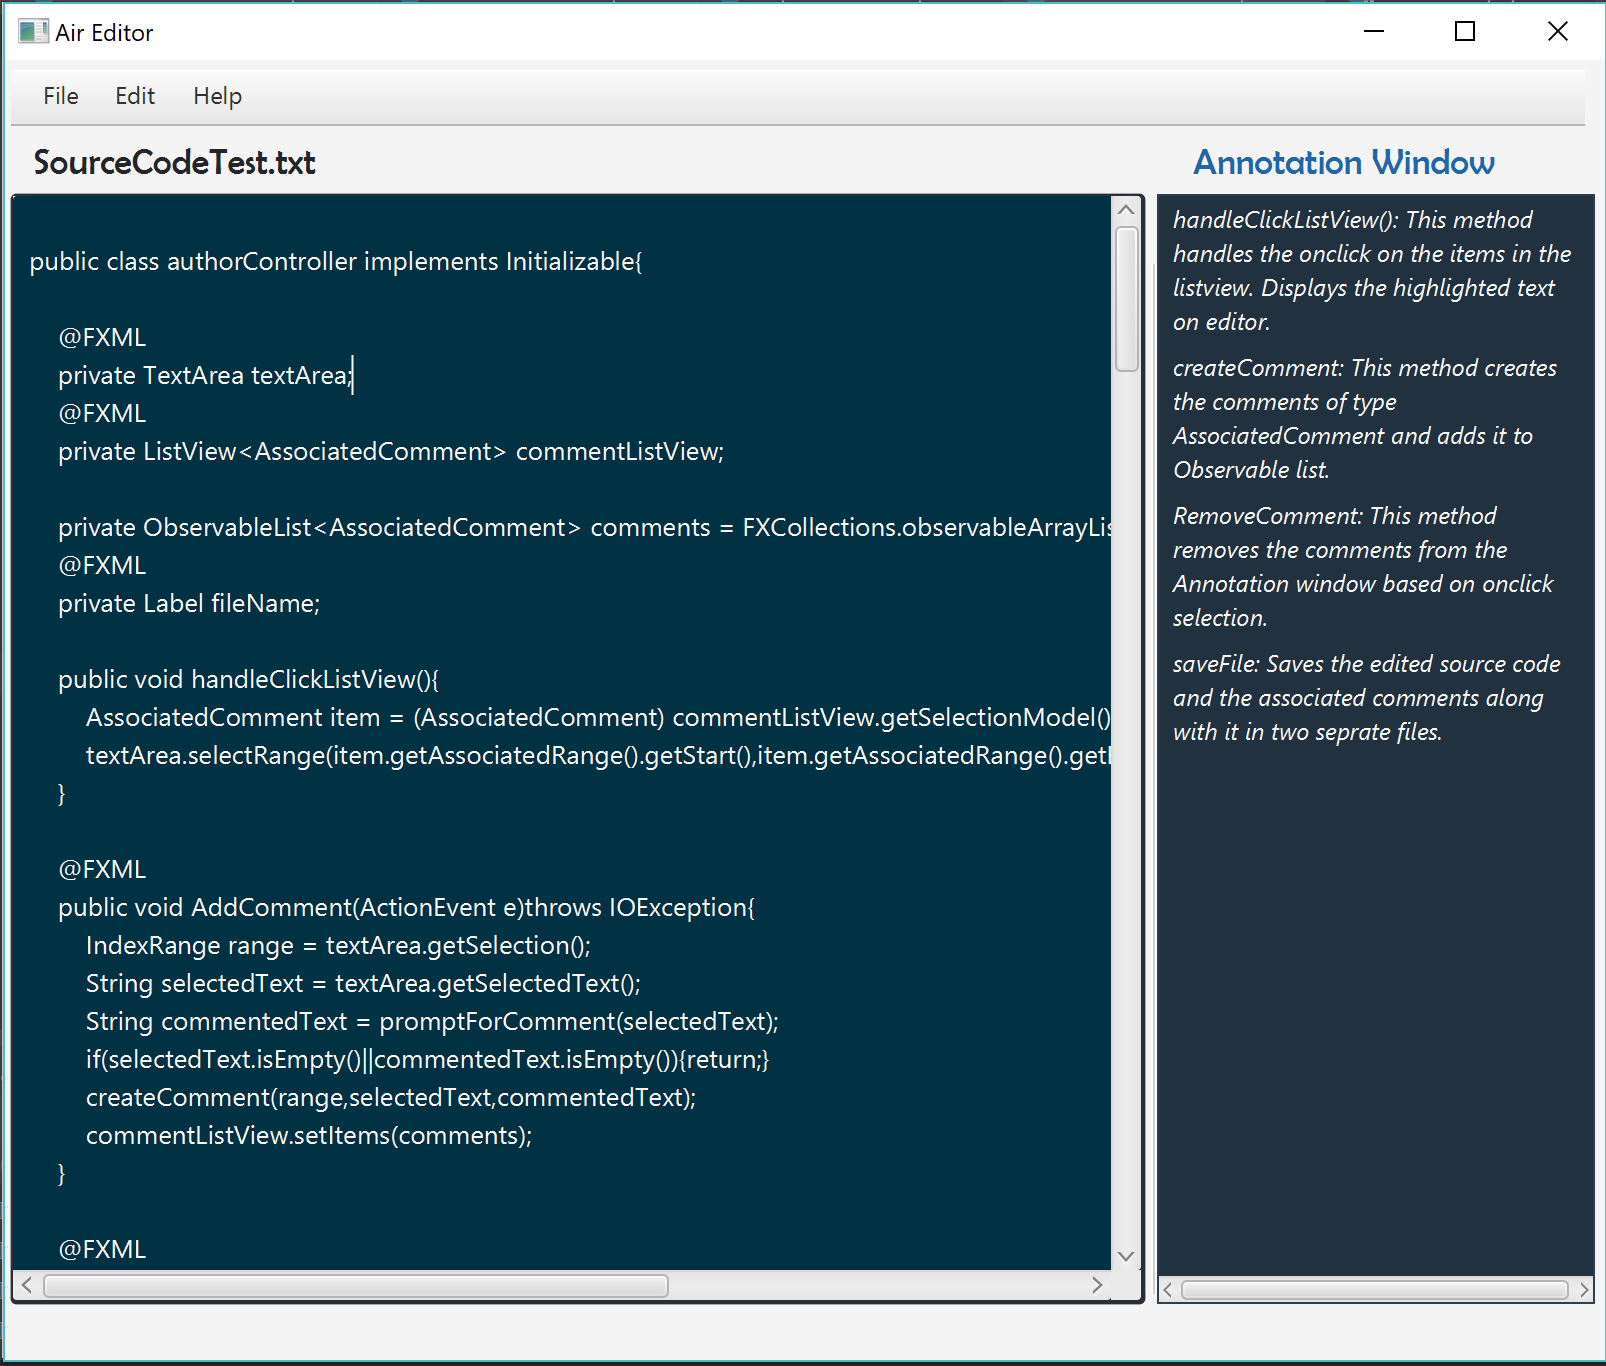 Air Editor
File Edit Help
SourceCodeTest.txt
public class authorController implements Initializable{
@FXML
private TextArea textArea;
@FXML
private ListView<AssociatedComment> commentListView;
private ObservableList<AssociatedComment> comments = FXCollections.observableArrayLis
@FXML
private Label fileName;
public void handleClickListView(){
AssociatedComment item = (AssociatedComment) commentListView.getSelectionModel()
textArea.selectRange(item.getAssociatedRange().getStart(),item.getAssociatedRange().get
}
@FXML
public void AddComment(ActionEvent e)throws IOException{
IndexRange range = textArea.getSelection();
String selectedText = textArea.getSelectedText();
String commentedText = promptForComment(selectedText);
if(selectedText.isEmpty()||commentedText.isEmpty()){return;}
createComment(range,selectedText,commentedText);
commentListView.setItems(comments);
}
@FXML
Annotation Window
handleClickListView(): This method
handles the onclick on the items in the
listview. Displays the highlighted text
on editor.
createComment: This method creates
the comments of type
AssociatedComment and adds it to
Observable list.
RemoveComment: This method
removes the comments from the
Annotation window based on onclick
selection.
saveFile: Saves the edited source code
and the associated comments along
with it in two seprate files.